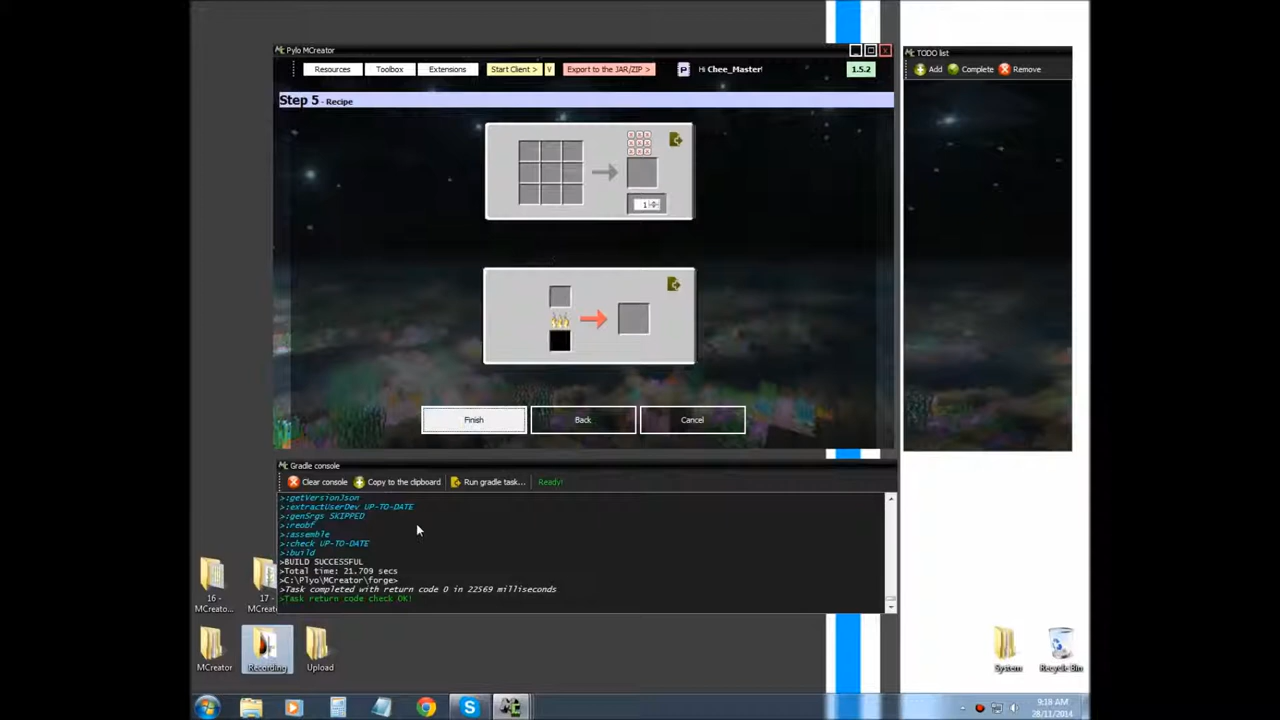 Pylo MCreator
TODO list
Resources
Toolbox
Extensions
Start Client >
V
Export to the JAR/ZIP >
P
Hi Chee_Master!
1.5.2
Add
Complete
Remove
Step 5 - Recipe
1
Finish
Back
Cancel
Gradle console
Clear console
Copy to the clipboard
Run gradle task...
Ready!
>:getVersionJson
>:extractUserDev UP-TO-DATE
>:genSrgs SKIPPED
>:reobf
>:assemble
>:check UP-TO-DATE
>:build
>BUILD SUCCESSFUL
>Total time: 21.709 secs
>C:\Plyo\MCreator\forge>
>Task completed with return code 0 in 22569 milliseconds
>Task return code check OK!
16 -
MCreato...
17 -
MCreato
MCreator
Recording
Upload
System
Recycle Bin
9:18 AM
28/11/2014